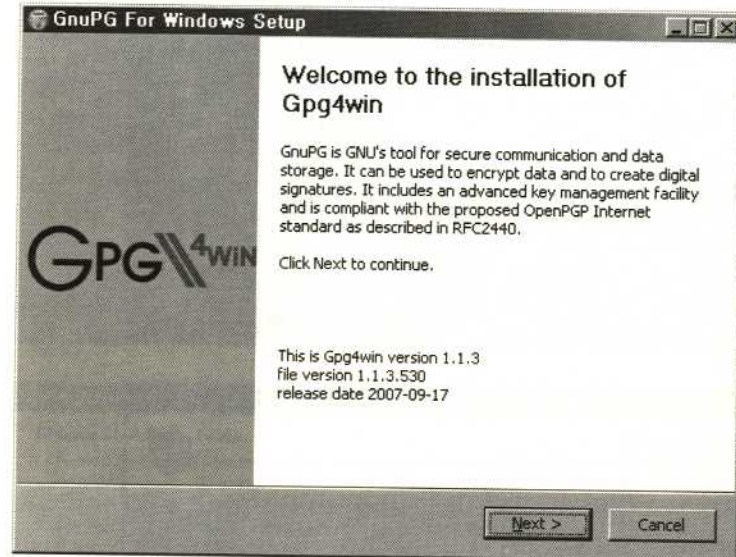 GnuPG For Windows Setup
Welcome to the installation of
Gpg4win
GnuPG is GNU's tool for secure communication and data
storage. It can be used to encrypt data and to create digital
signatures. It includes an advanced key management facility
and is compliant with the proposed OpenPGP Internet
standard as described in RFC2440.
GPG4WIN
Click Next to continue.
This is Gpg4win version 1.1.3
file version 1.1.3.530
release date 2007-09-17
Next >
Cancel